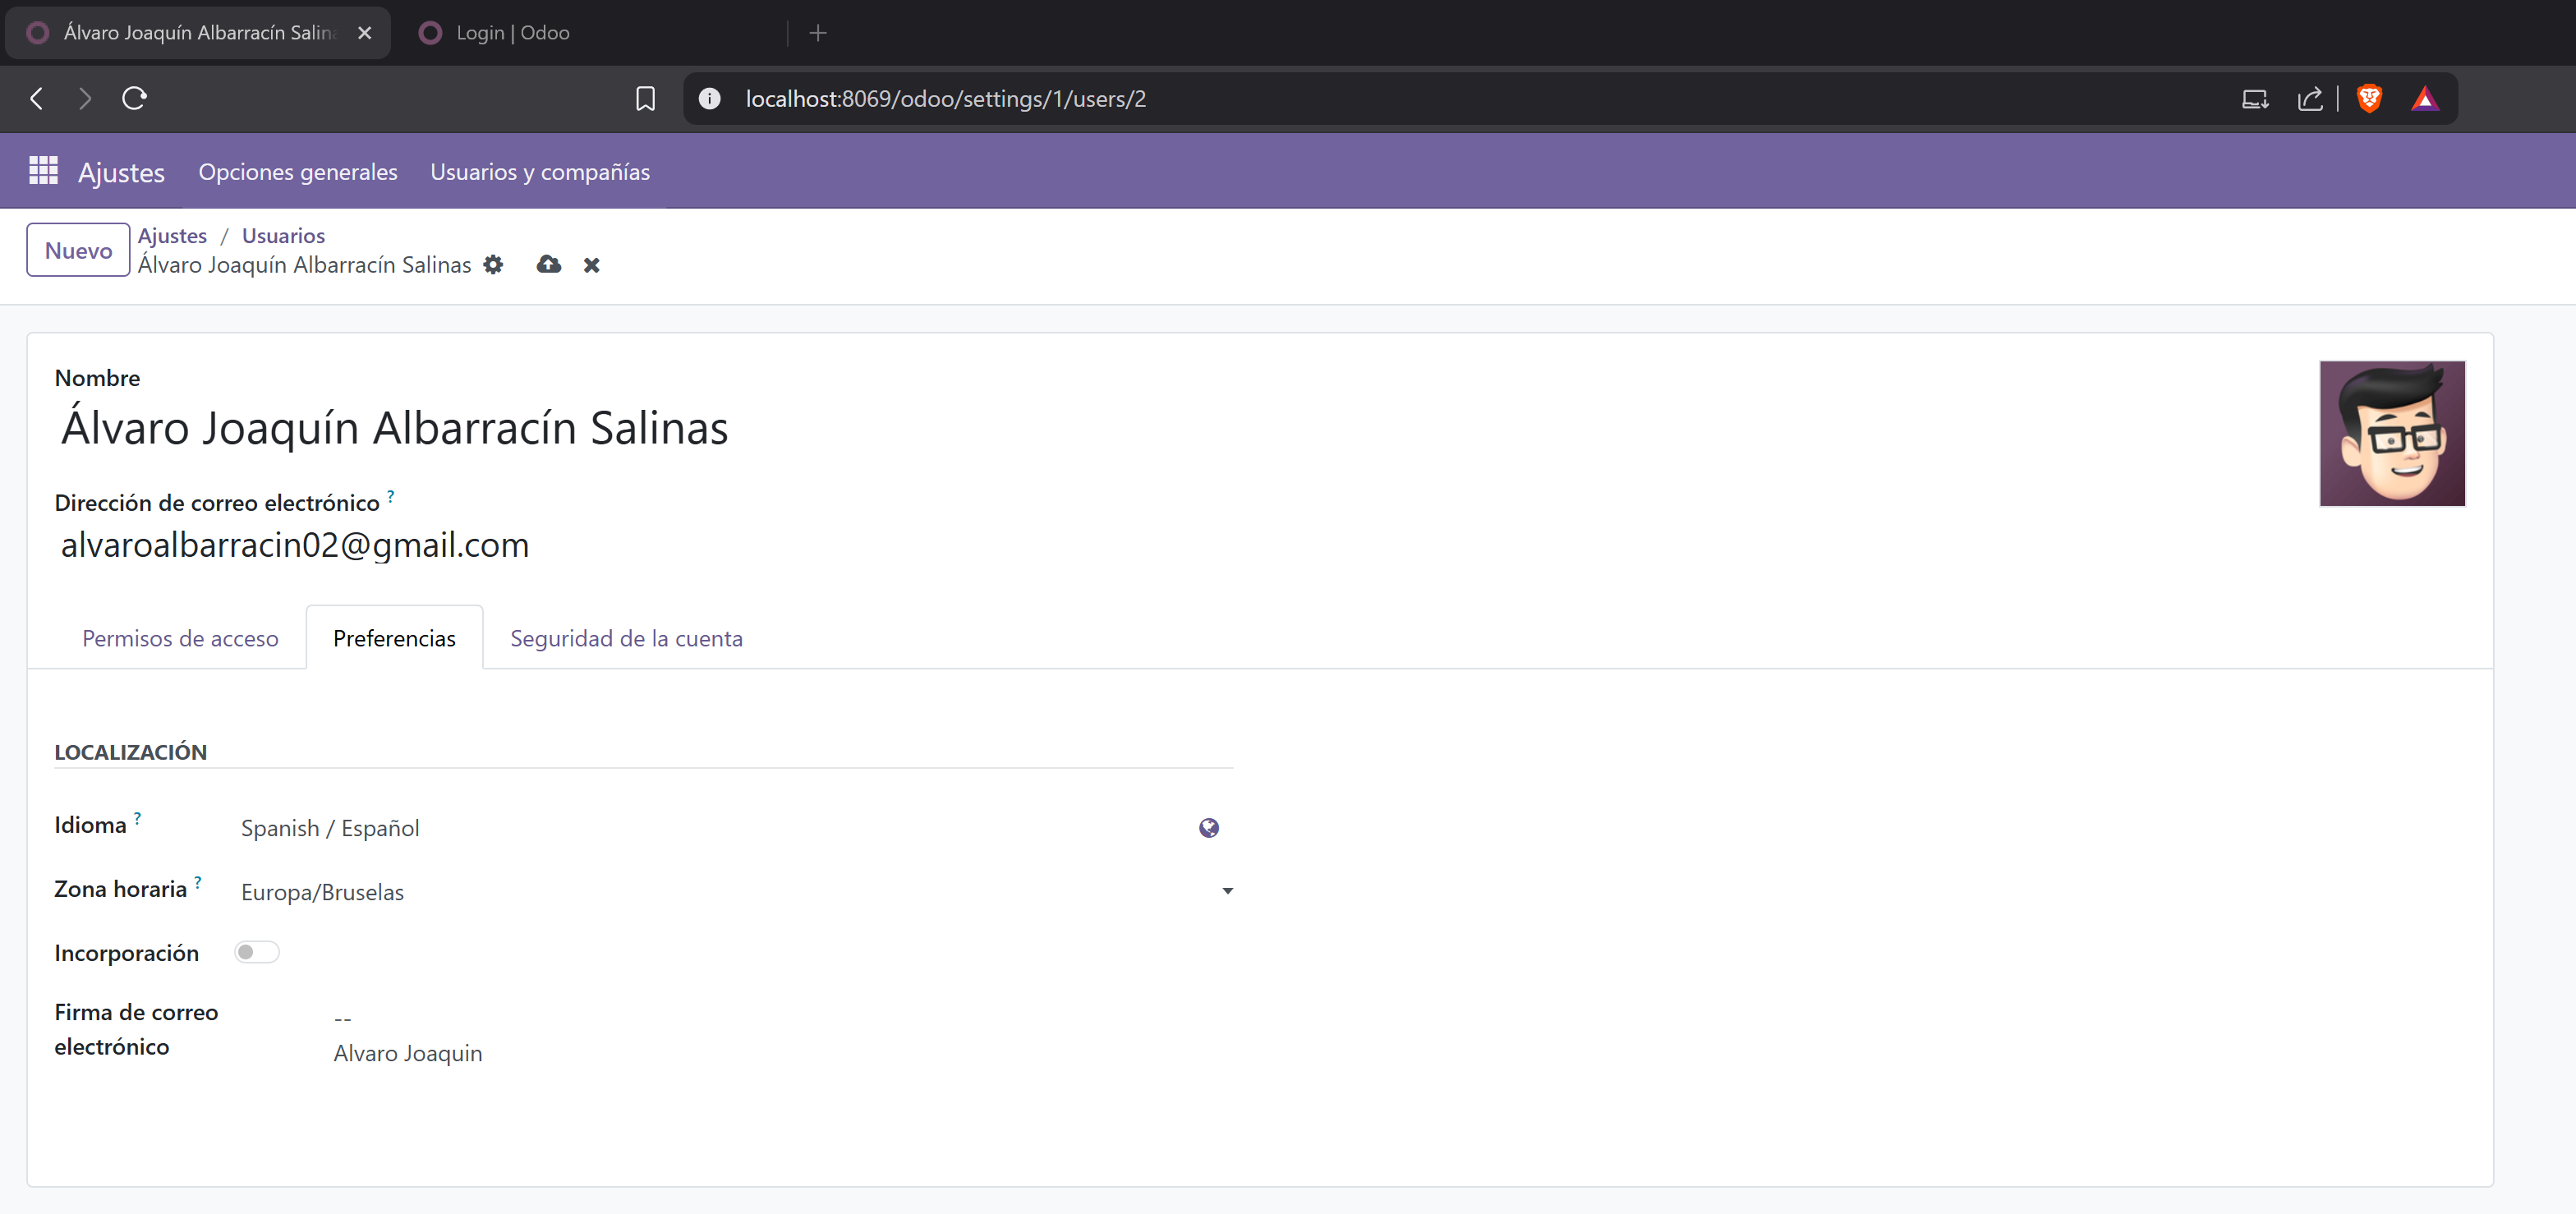 Álvaro Joaquín Albarracín Salin
Login | Odoo
localhost:8069/odoo/settings/1/users/2
Ajustes Opciones generales Usuarios y compañías
Nuevo
Ajustes / Usuarios
Álvaro Joaquín Albarracín Salinas
Nombre
Álvaro Joaquín Albarracín Salinas
Dirección de correo electrónico ?
alvaroalbarracin02@gmail.com
Permisos de acceso Preferencias Seguridad de la cuenta
LOCALIZACIÓN
Idioma ? Spanish / Español
Zona horaria ? Europa/Bruselas
Incorporación
Firma de correo
electrónico
--
Alvaro Joaquin